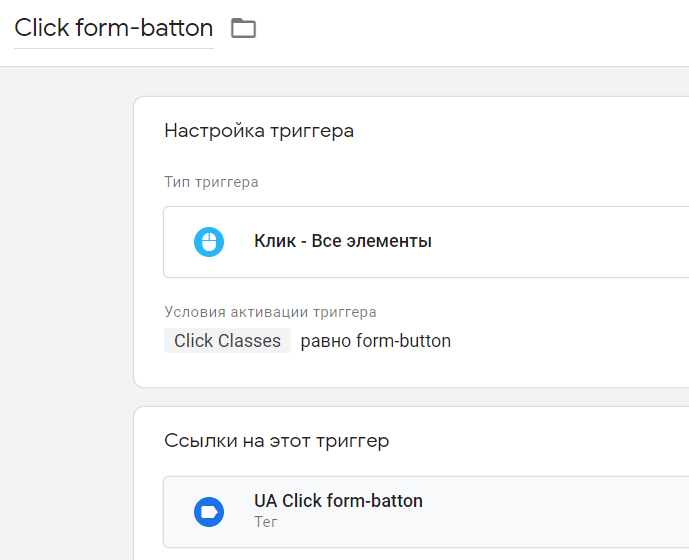 Click form-batton
Настройка триггера
Тип триггера
Клик - Все элементы
Условия активации триггера
Click Classes равно form-button
Ссылки на этот триггер
UA Click form-batton
Тег